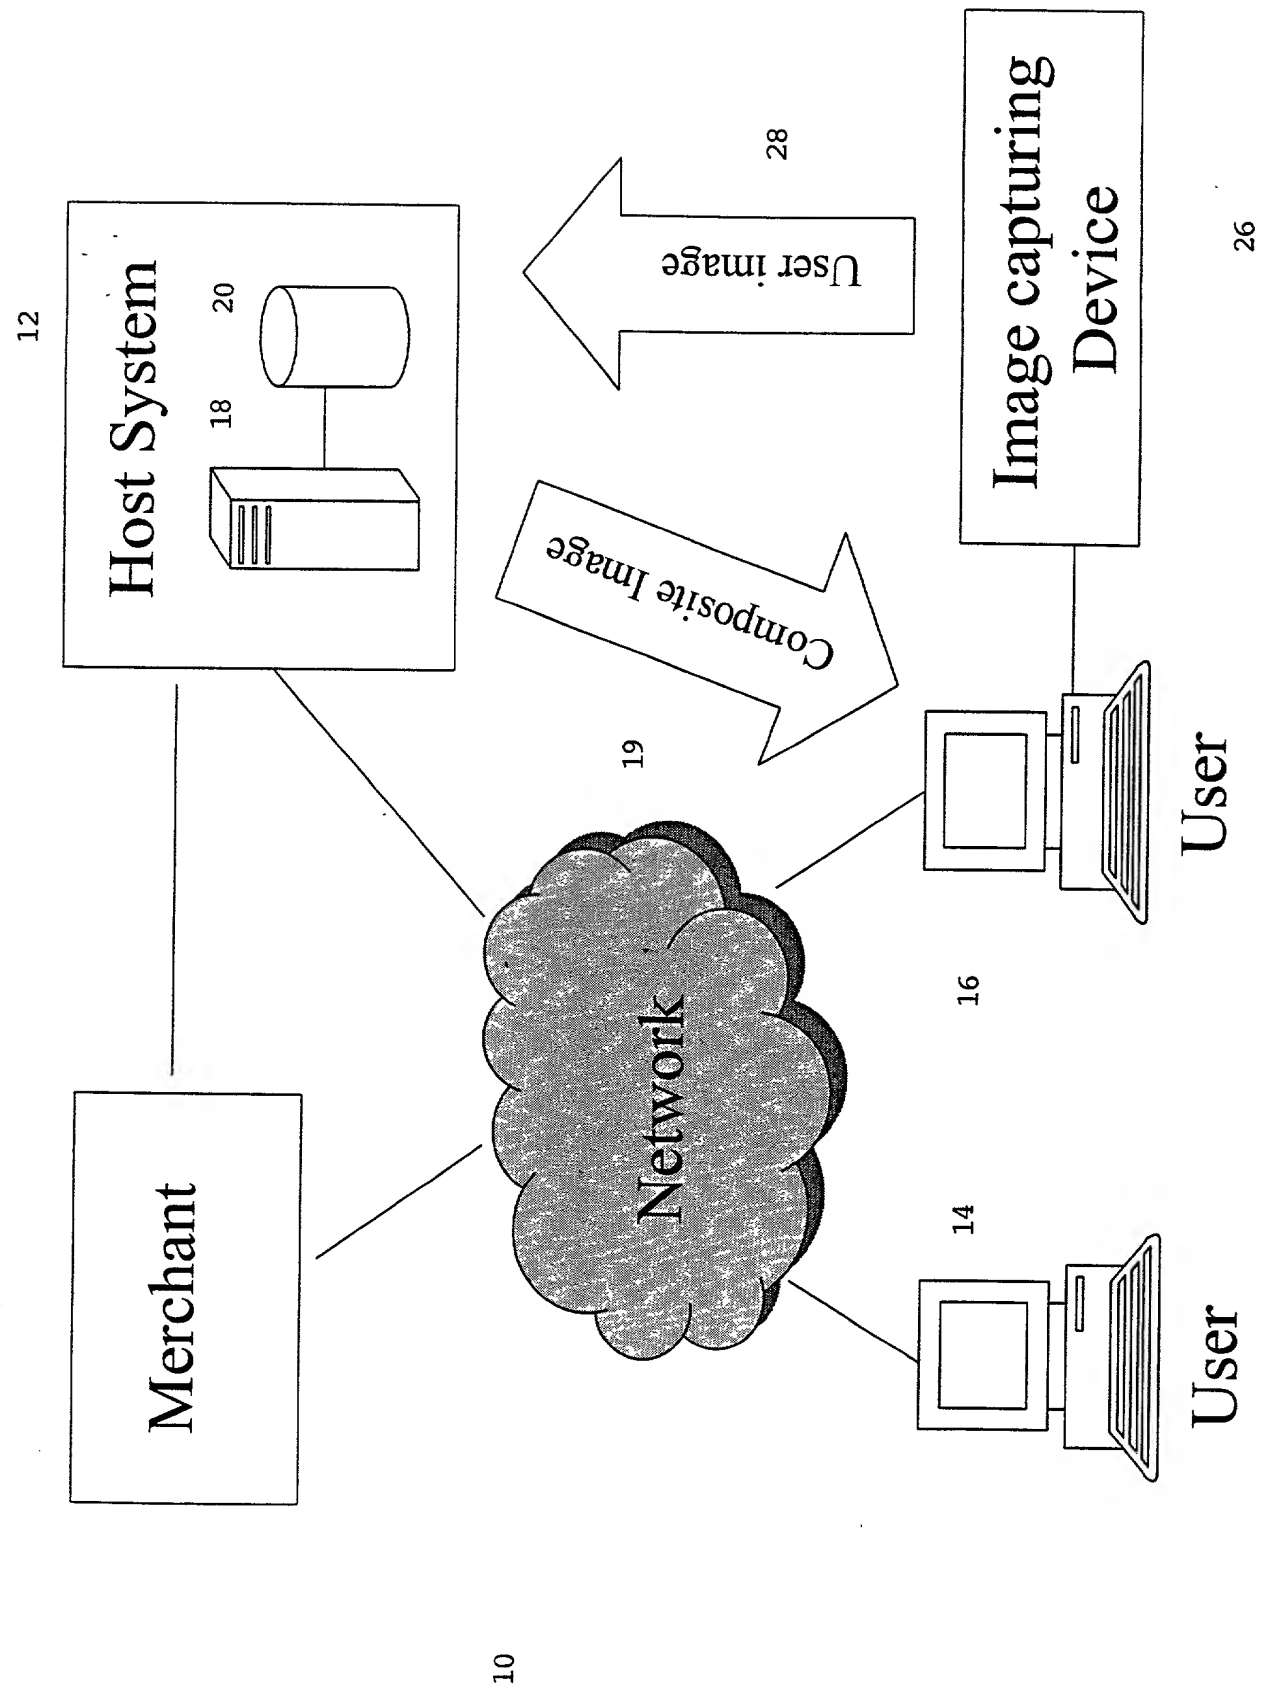 10
Merchant
12
Host System
18
20
Network
19
Composite Image
User image
28
14
User
16
User
Image capturing
Device
26